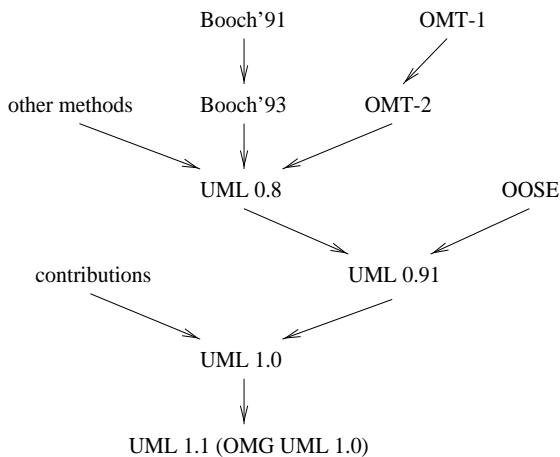 Booch'91
OMT-1
other methods
Booch'93
OMT-2
UML 0.8
OOSE
contributions
UML 0.91
UML 1.0
UML 1.1 (OMG UML 1.0)